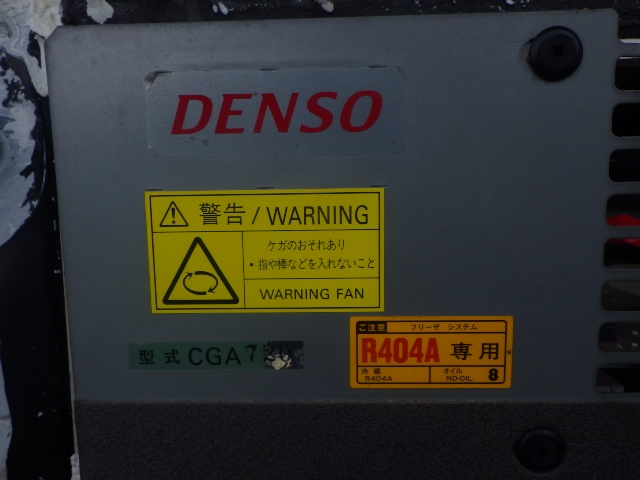 DENSO
警告/WARNING
ケガのおそれあり
・指や棒などを入れないこと
WARNING FAN
ご注意 フリーザ システム
R404A 専用
冷媒 R404A オイル ND-OIL 8
型式 CGA7